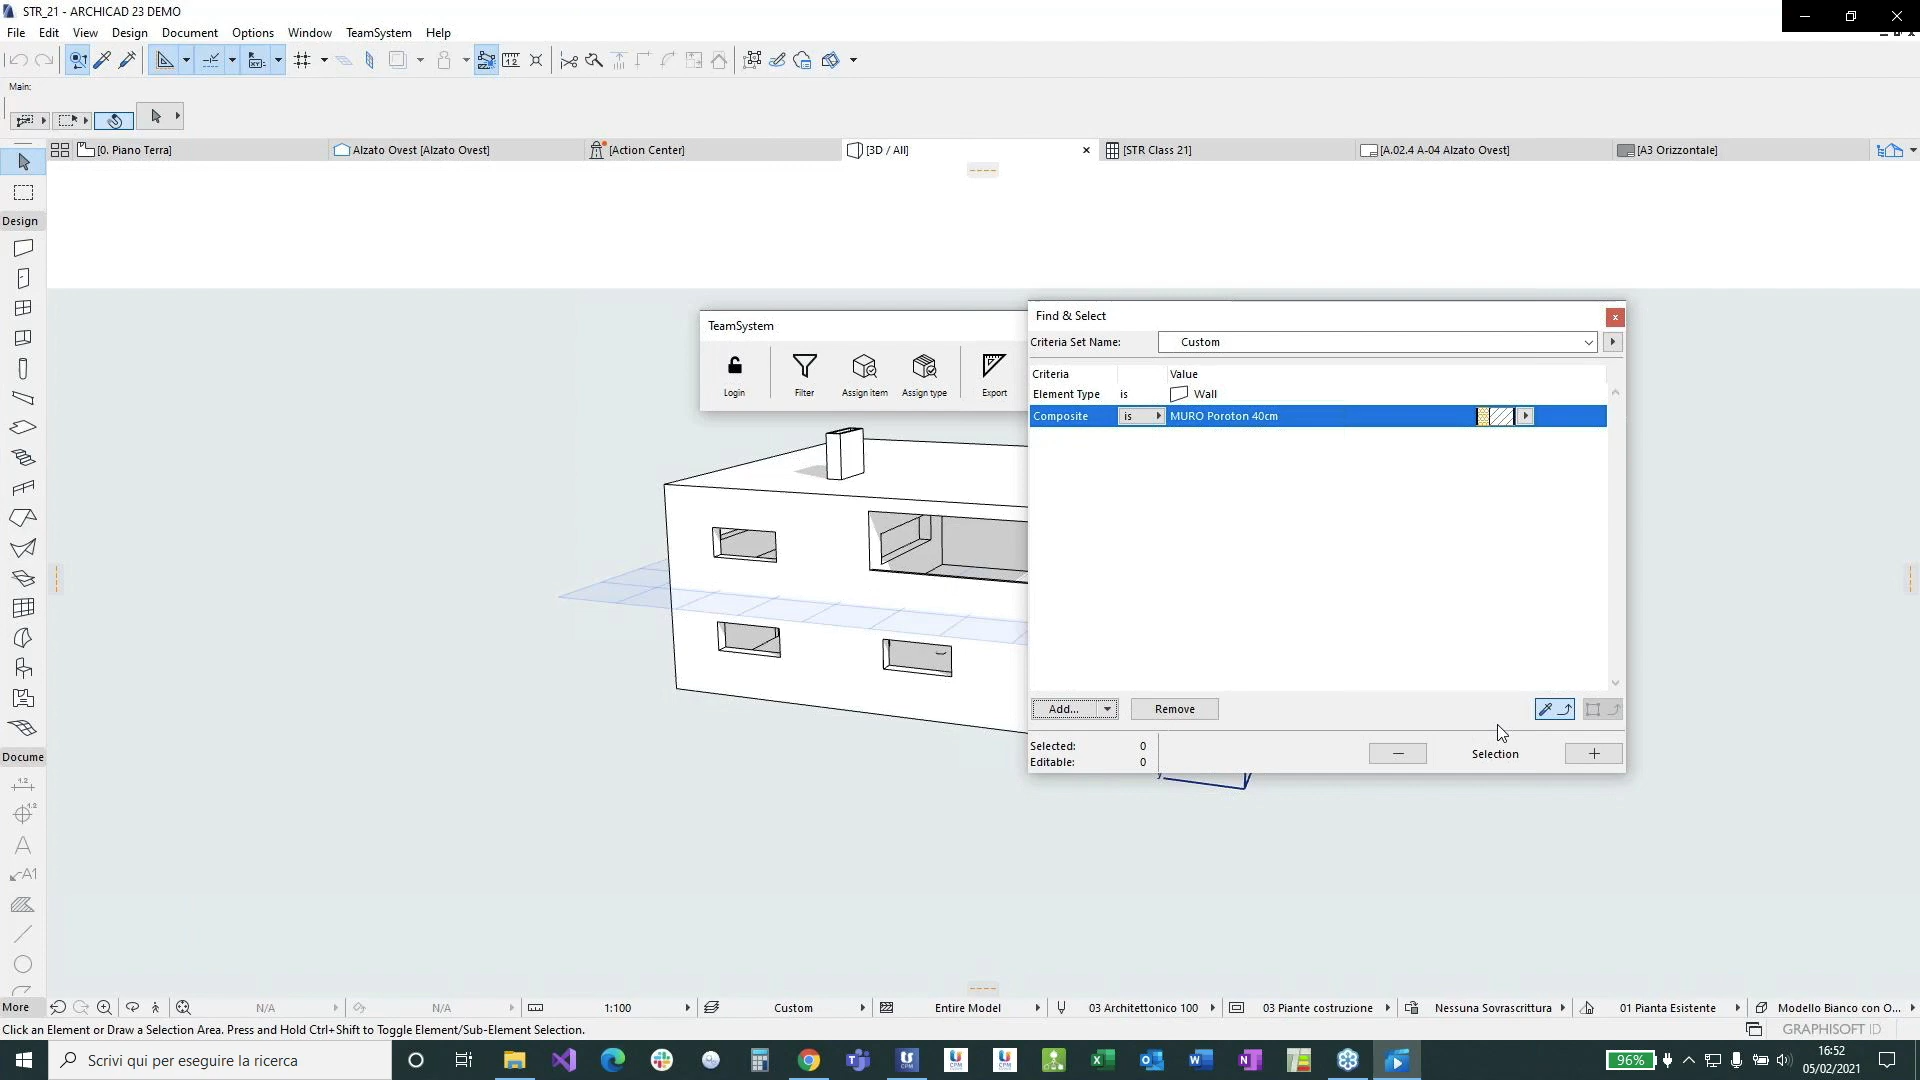 STR_21 - ARCHICAD 23 DEMO
File Edit View Design Document Options Window TeamSystem Help
Main:
[0. Piano Terra] Alzato Ovest [Alzato Ovest] [Action Center] [3D / All] [STR Class 21] [A.02.4 A-04 Alzato Ovest] [A3 Orizzontale]
Design
TeamSystem
Login Filter Assign item Assign type Export
Find & Select
Criteria Set Name: Custom
Criteria Value
Element Type is Wall
Composite is MURO Poroton 40cm
Add... Remove
Selected: 0
Editable: 0
Selection
Docume
More
N/A N/A 1:100 Custom Entire Model 03 Architettonico 100 03 Piante costruzione Nessuna Sovrascrittura 01 Pianta Esistente Modello Bianco con O...
Click an Element or Draw a Selection Area. Press and Hold Ctrl+Shift to Toggle Element/Sub-Element Selection.
GRAPHISOFT ID
Scrivi qui per eseguire la ricerca
96%
16:52
05/02/2021